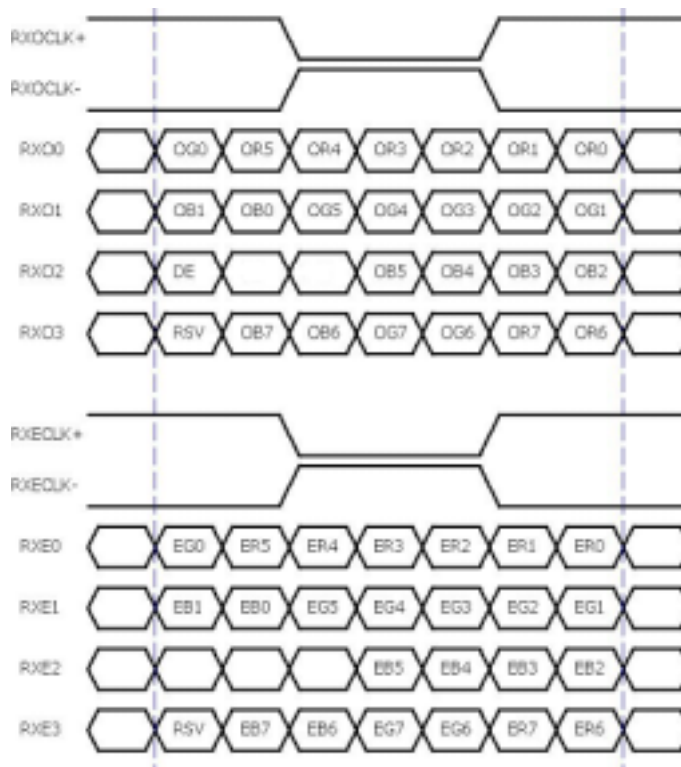 RXOCLK+
RXOCLK-
RXO0 OG0 OR5 OR4 OR3 OR2 OR1 OR0
RXO1 OB1 OB0 OG5 OG4 OG3 OG2 OG1
RXO2 DE OB5 OB4 OB3 OB2
RXO3 RSV OB7 OB6 OG7 OG6 OR7 OR6
RXECLK+
RXECLK-
RXE0 EG0 ER5 ER4 ER3 ER2 ER1 ER0
RXE1 EB1 EB0 EG5 EG4 EG3 EG2 EG1
RXE2 EB5 EB4 EB3 EB2
RXE3 RSV EB7 EB6 EG7 EG6 ER7 ER6